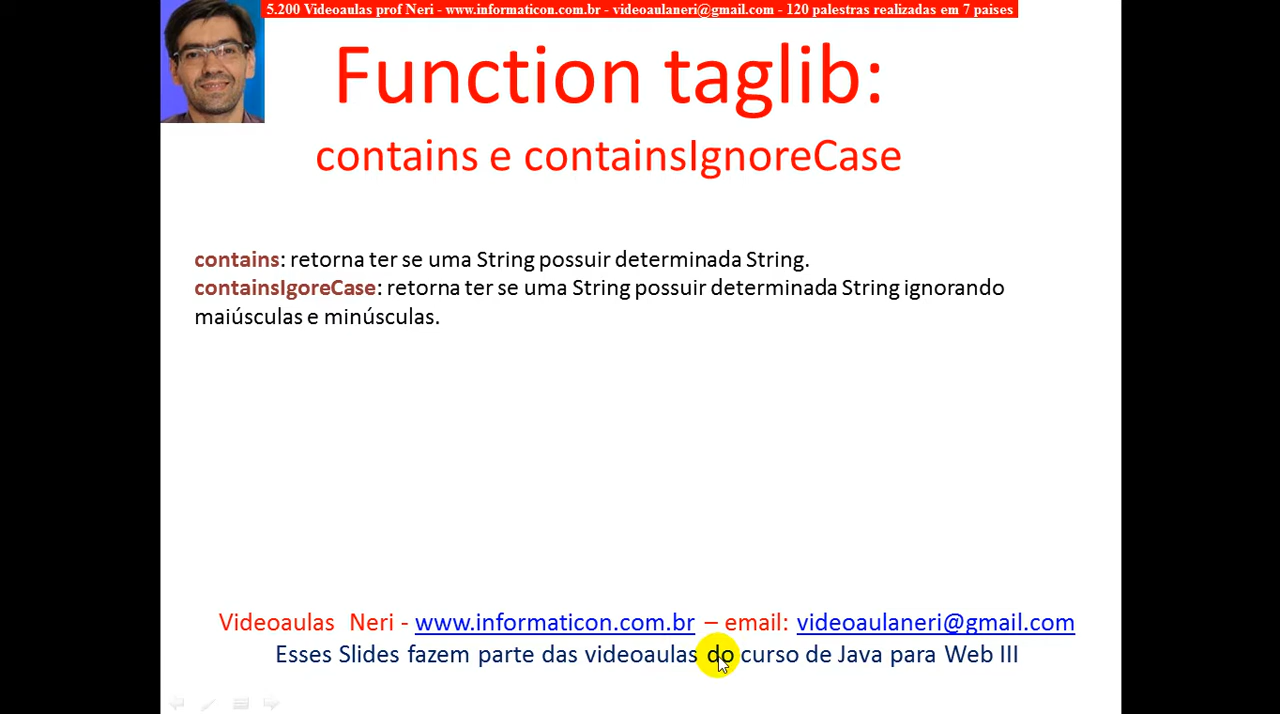 5.200 Videoaulas prof Neri - www.informaticon.com.br - videoaulaneri@gmail.com - 120 palestras realizadas em 7 paises
Function taglib:
contains e containsIgnoreCase
contains: retorna ter se uma String possuir determinada String.
containsIgoreCase: retorna ter se uma String possuir determinada String ignorando
maiúsculas e minúsculas.
Videoaulas Neri - www.informaticon.com.br – email: videoaulaneri@gmail.com
Esses Slides fazem parte das videoaulas do curso de Java para Web III